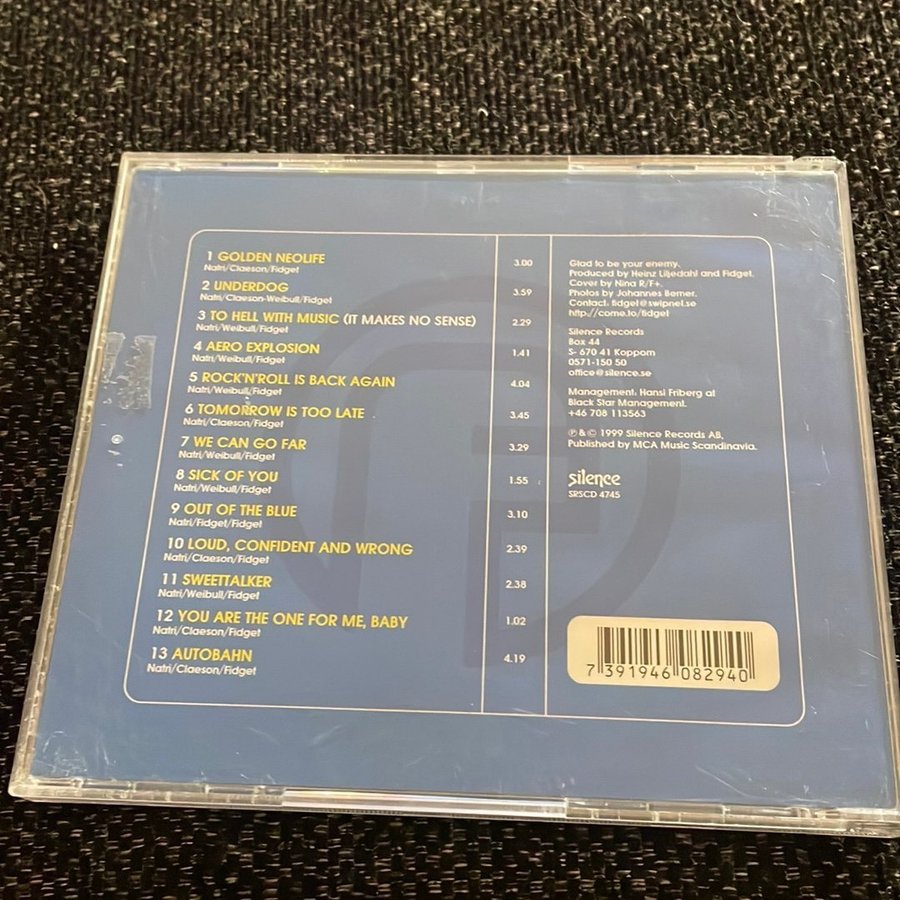 1 GOLDEN NEOLIFE 3.00
Natri/Claeson/Fidget
2 UNDERDOG 3.59
Natri/Claeson-Weibull/Fidget
3 TO HELL WITH MUSIC (IT MAKES NO SENSE) 2.29
Natri/Weibull/Fidget
4 AERO EXPLOSION 1.41
Natri/Weibull/Fidget
5 ROCK'N'ROLL IS BACK AGAIN 4.04
Natri/Weibull/Fidget
6 TOMORROW IS TOO LATE 3.45
Natri/Claeson/Fidget
7 WE CAN GO FAR 3.29
Natri/Weibull/Fidget
8 SICK OF YOU 1.55
Natri/Weibull/Fidget
9 OUT OF THE BLUE 3.10
Natri/Fidget/Fidget
10 LOUD, CONFIDENT AND WRONG 2.39
Natri/Claeson/Fidget
11 SWEETTALKER 2.38
Natri/Weibull/Fidget
12 YOU ARE THE ONE FOR ME, BABY 1.02
Natri/Claeson/Fidget
13 AUTOBAHN 4.19
Natri/Claeson/Fidget
Glad to be your enemy.
Produced by Heinz Liljedahl and Fidget.
Cover by Nina R/F+.
Photos by Johannes Berner.
Contact. fidget@swipnet.se
http://come.to/fidget
Silence Records
Box 44
S- 670 41 Koppom
0571-150 50
office@silence.se
Management. Hansi Friberg at
Black Star Management.
+46 708 113563
℗ & © 1999 Silence Records AB,
Published by MCA Music Scandinavia.
silence
SRSCD 4745
7 391946 082940